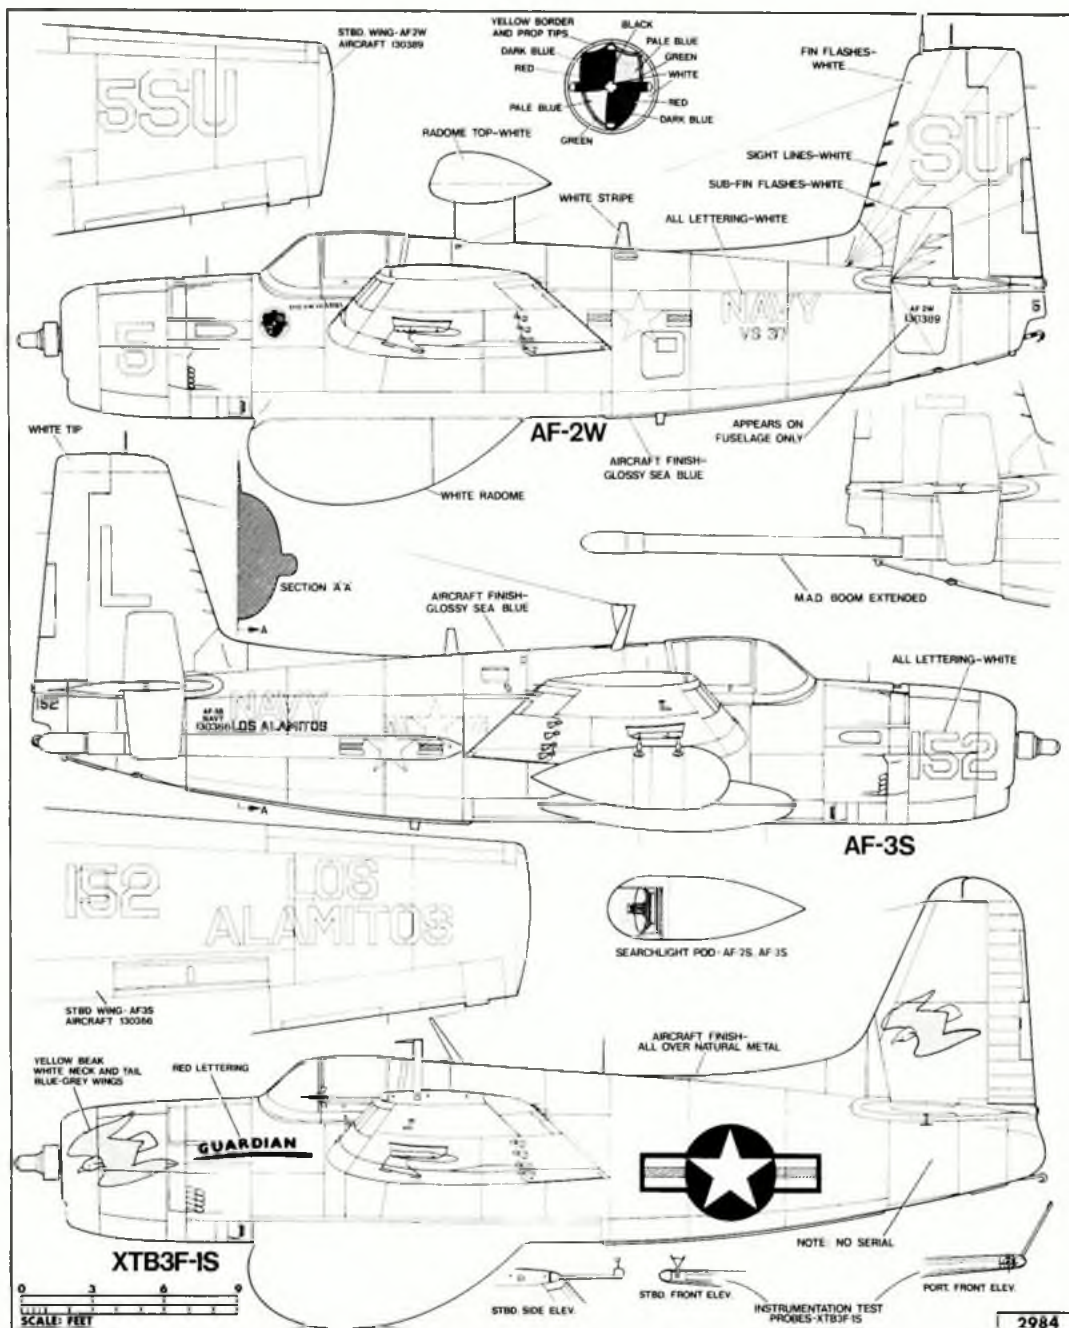 STBD. WING-AF2W
AIRCRAFT 130389
5SU
YELLOW BORDER
AND PROP TIPS
BLACK
PALE BLUE
GREEN
WHITE
DARK BLUE
RED
RED
PALE BLUE
DARK BLUE
GREEN
FIN FLASHES-
WHITE
RADOME TOP-WHITE
SU
SIGHT LINES-WHITE
SUB-FIN FLASHES-WHITE
WHITE STRIPE
ALL LETTERING-WHITE
5
NAVY
VS 37
AF 2W
130389
5
AF-2W
APPEARS ON
FUSELAGE ONLY
AIRCRAFT FINISH-
GLOSSY SEA BLUE
WHITE TIP
WHITE RADOME
L
L
SECTION 'A'A'
A
AIRCRAFT FINISH-
GLOSSY SEA BLUE
M.A.D. BOOM EXTENDED
ALL LETTERING-WHITE
152
NAVY
NAVY
130366
LOS ALAMITOS
152
A
AF-3S
152
LOS
ALAMITOS
SEARCHLIGHT POD-AF-2S, AF-3S
STBD WING-AF3S
AIRCRAFT 130366
YELLOW BEAK
WHITE NECK AND TAIL
BLUE-GREY WINGS
RED LETTERING
AIRCRAFT FINISH-
ALL OVER NATURAL METAL
GUARDIAN
NOTE: NO SERIAL
XTB3F-1S
0 3 6 9
SCALE: FEET
STBD. SIDE ELEV.
STBD. FRONT ELEV.
PORT. FRONT ELEV.
INSTRUMENTATION TEST
PROBES-XTB3F-1S
2984